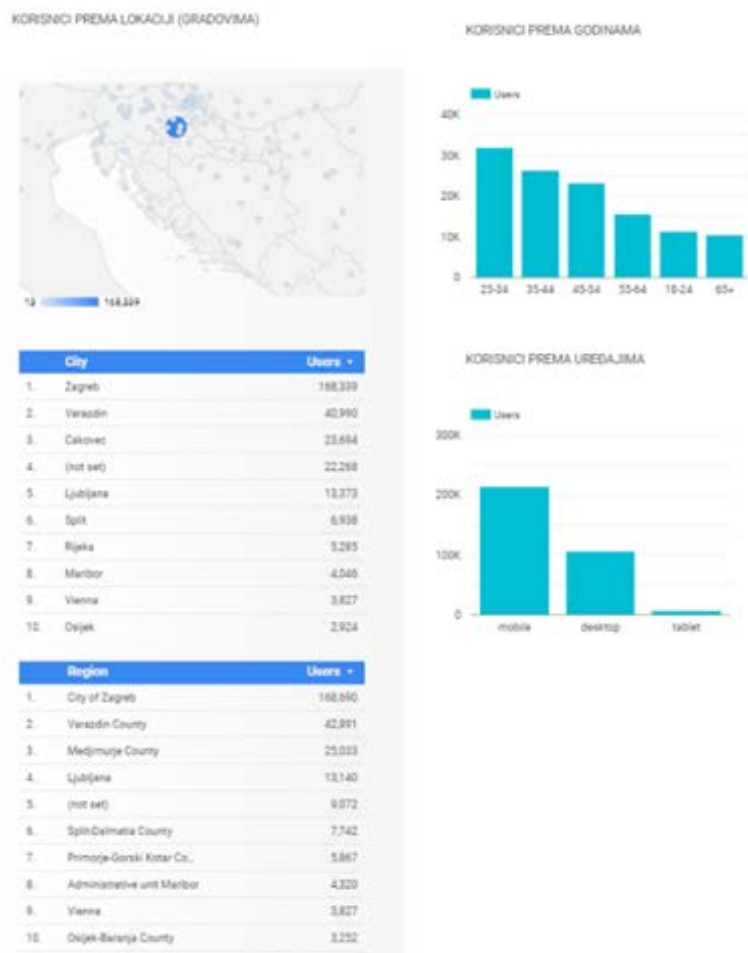 KORISNICI PREMA LOKACIJI (GRADOVIMA)
13 168,339
City Users
1. Zagreb 168,339
2. Varazdin 40,990
3. Cakovec 23,694
4. (not set) 22,268
5. Ljubljana 13,373
6. Split 6,938
7. Rijeka 5,285
8. Maribor 4,046
9. Vienna 3,827
10. Osijek 2,924
Region Users
1. City of Zagreb 168,690
2. Varazdin County 42,891
3. Medjimurje County 25,033
4. Ljubljana 13,140
5. (not set) 9,072
6. Split-Dalmatia County 7,742
7. Primorje-Gorski Kotar Co...
5,867
8. Administrative unit Maribor 4,320
9. Vienna 3,827
10. Osijek-Baranja County 3,252
KORISNICI PREMA GODINAMA
Users
40K
30K
20K
10K
0
25-34 35-44 45-54 55-64 18-24 65+
KORISNICI PREMA UREĐAJIMA
Users
300K
200K
100K
0
mobile desktop tablet